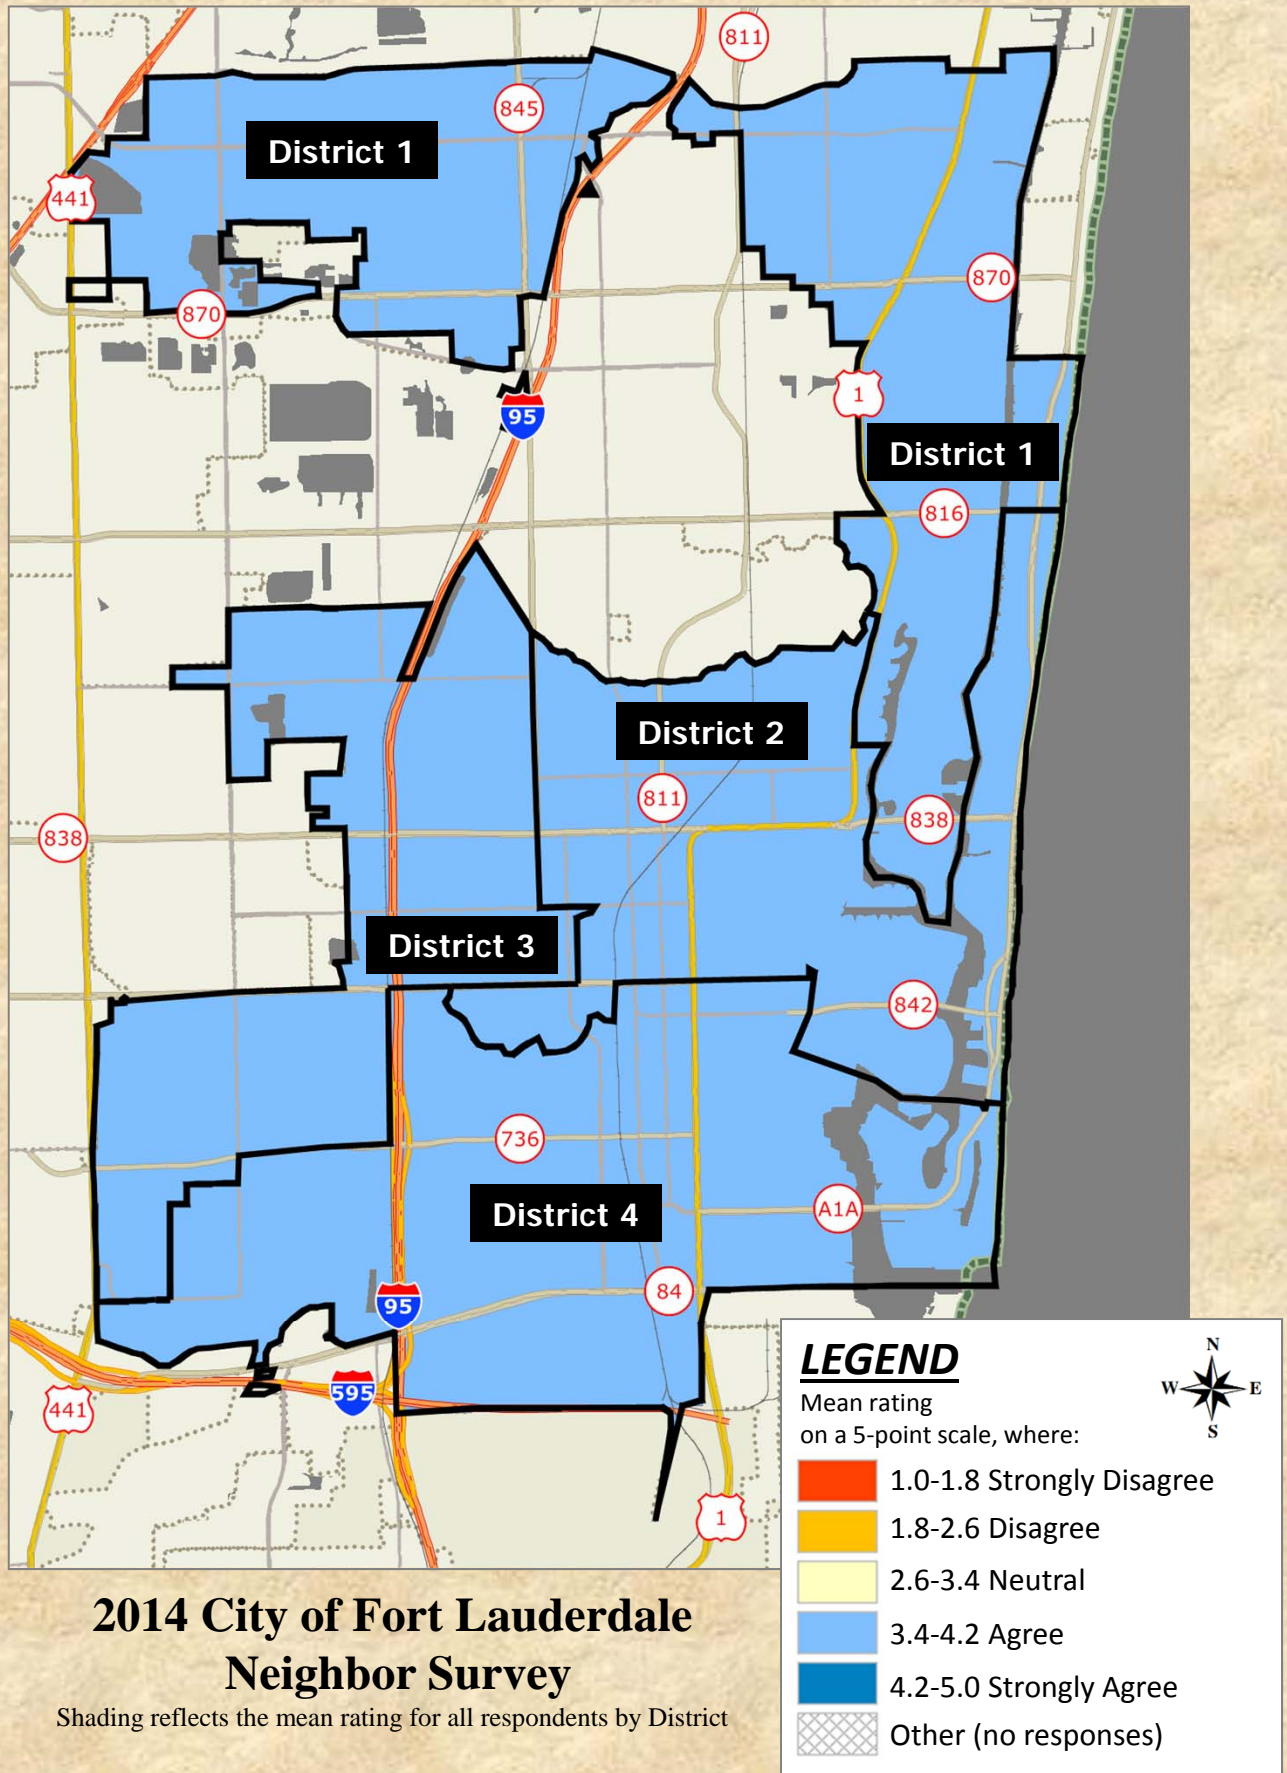 811
845
District 1
441
870
870
1
95
District 1
816
District 2
811
838
838
District 3
842
736
District 4
A1A
84
95
595
441
1
LEGEND
Mean rating
on a 5-point scale, where:
N
W E
S
1.0-1.8 Strongly Disagree
1.8-2.6 Disagree
2.6-3.4 Neutral
3.4-4.2 Agree
4.2-5.0 Strongly Agree
Other (no responses)
2014 City of Fort Lauderdale
Neighbor Survey
Shading reflects the mean rating for all respondents by District